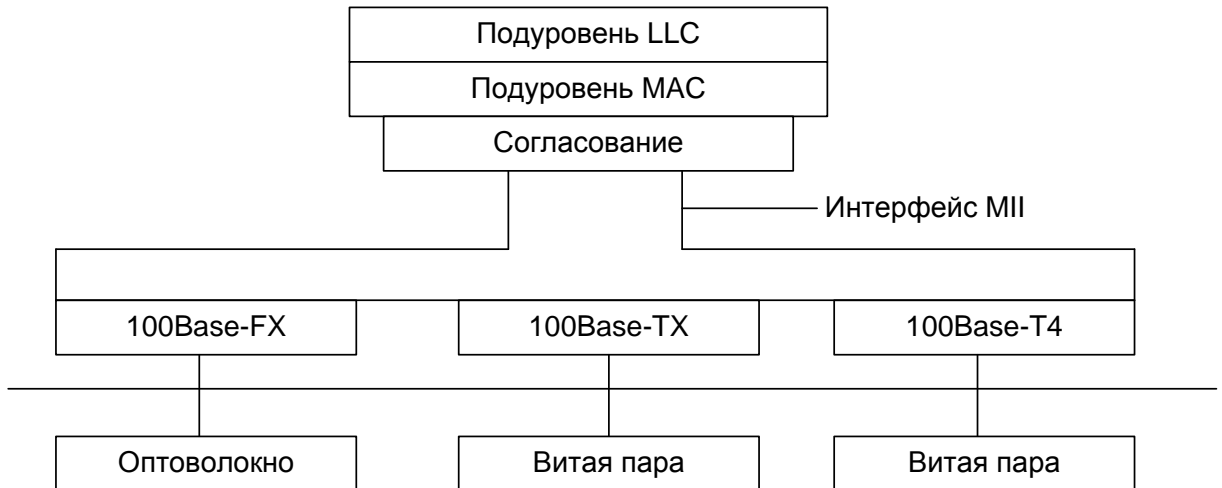 Подуровень LLC
Подуровень MAC
Согласование
Интерфейс MII
100Base-FX
100Base-TX
100Base-T4
Оптоволокно
Витая пара
Витая пара